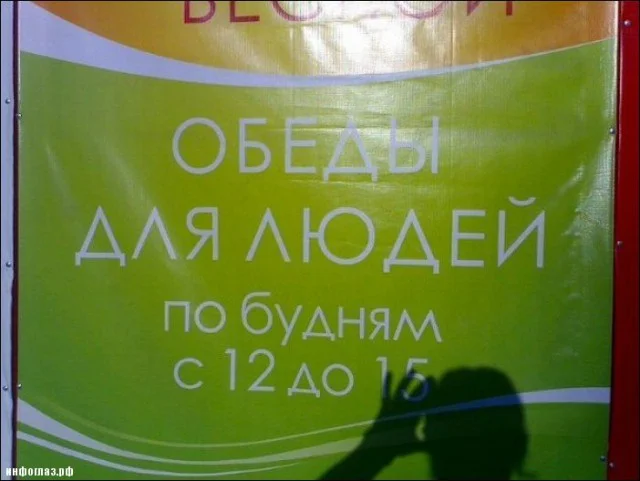 ОБЕДЫ
ДЛЯ ЛЮДЕЙ
по будням
с 12 до 15
инфоглаз.рф